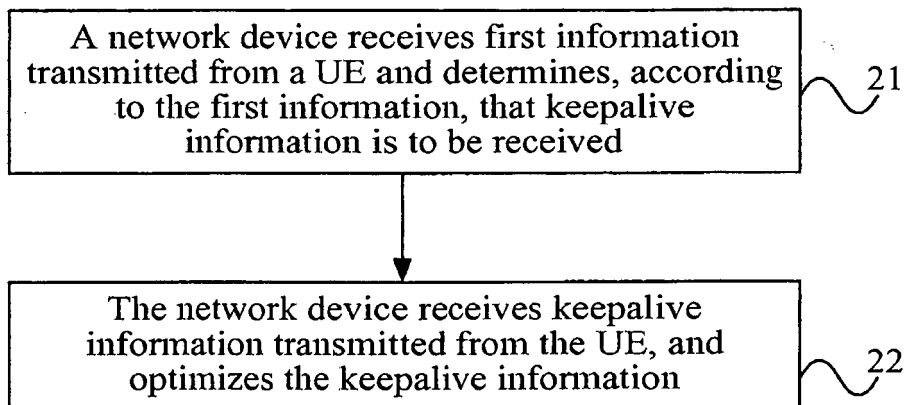 A network device receives first information
transmitted from a UE and determines, according
to the first information, that keepalive
information is to be received
21
The network device receives keepalive
information transmitted from the UE, and
optimizes the keepalive information
22